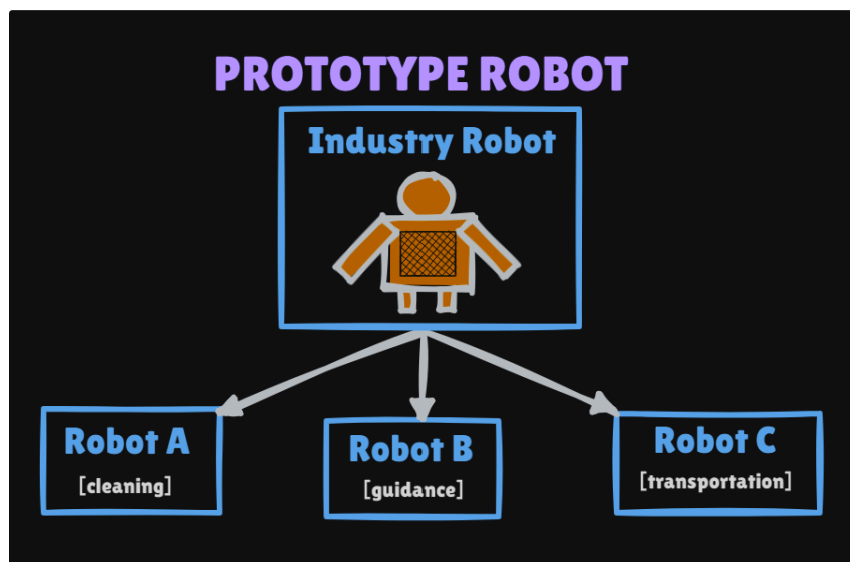 PROTOTYPE ROBOT
Industry Robot
Robot A
[cleaning]
Robot B
[guidance]
Robot C
[transportation]